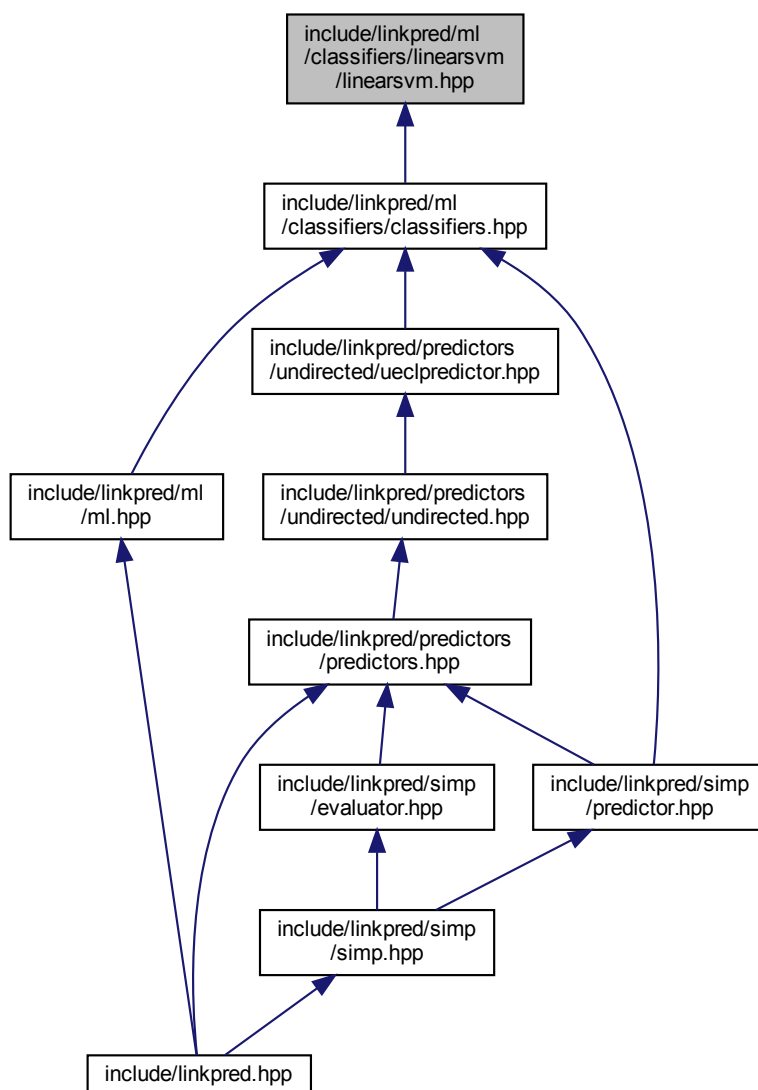 include/linkpred/ml
/classifiers/linearsvm
/linearsvm.hpp
include/linkpred/ml
/classifiers/classifiers.hpp
include/linkpred/predictors
/undirected/ueclpredictor.hpp
include/linkpred/ml
/ml.hpp
include/linkpred/predictors
/undirected/undirected.hpp
include/linkpred/predictors
/predictors.hpp
include/linkpred/simp
/evaluator.hpp
include/linkpred/simp
/predictor.hpp
include/linkpred/simp
/simp.hpp
include/linkpred.hpp